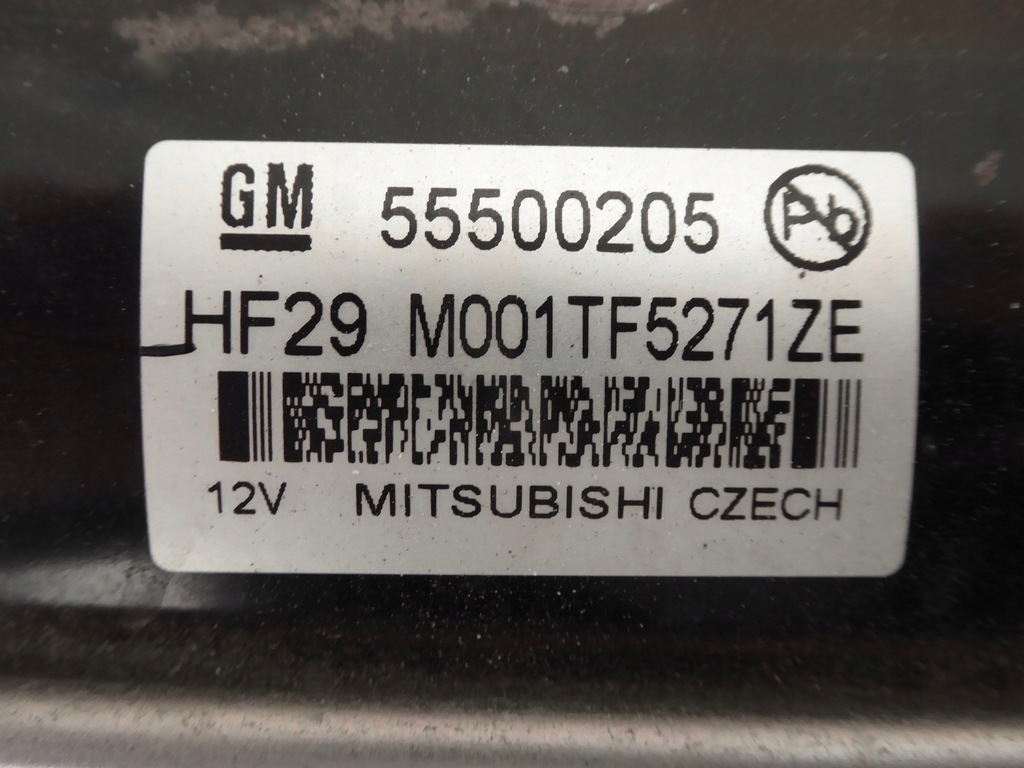 GM 55500205 Pb
HF29 M001TF5271ZE
12V MITSUBISHI CZECH